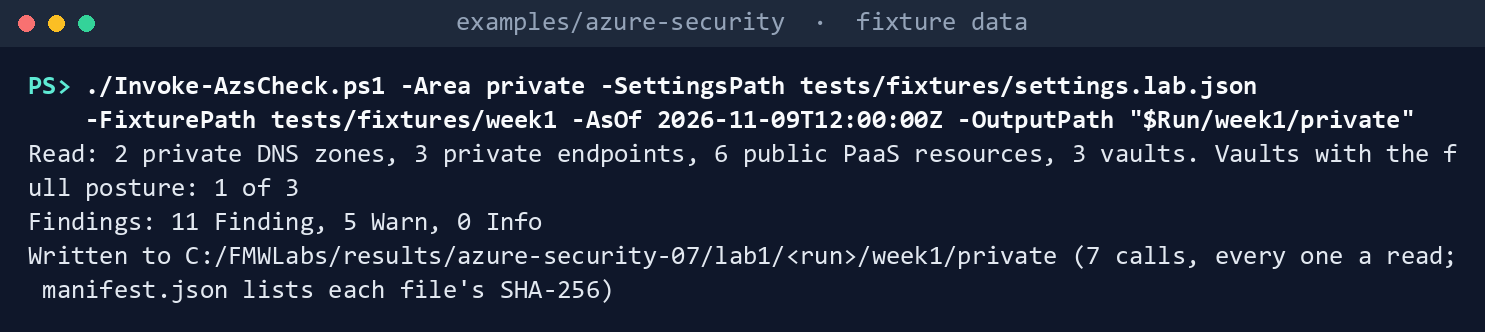 examples/azure-security · fixture data
PS> ./Invoke-AzsCheck.ps1 -Area private -SettingsPath tests/fixtures/settings.lab.json
-FixturePath tests/fixtures/week1 -AsOf 2026-11-09T12:00:00Z -OutputPath "$Run/week1/private"
Read: 2 private DNS zones, 3 private endpoints, 6 public PaaS resources, 3 vaults. Vaults with the f
ull posture: 1 of 3
Findings: 11 Finding, 5 Warn, 0 Info
Written to C:/FMWLabs/results/azure-security-07/lab1/<run>/week1/private (7 calls, every one a read;
manifest.json lists each file's SHA-256)